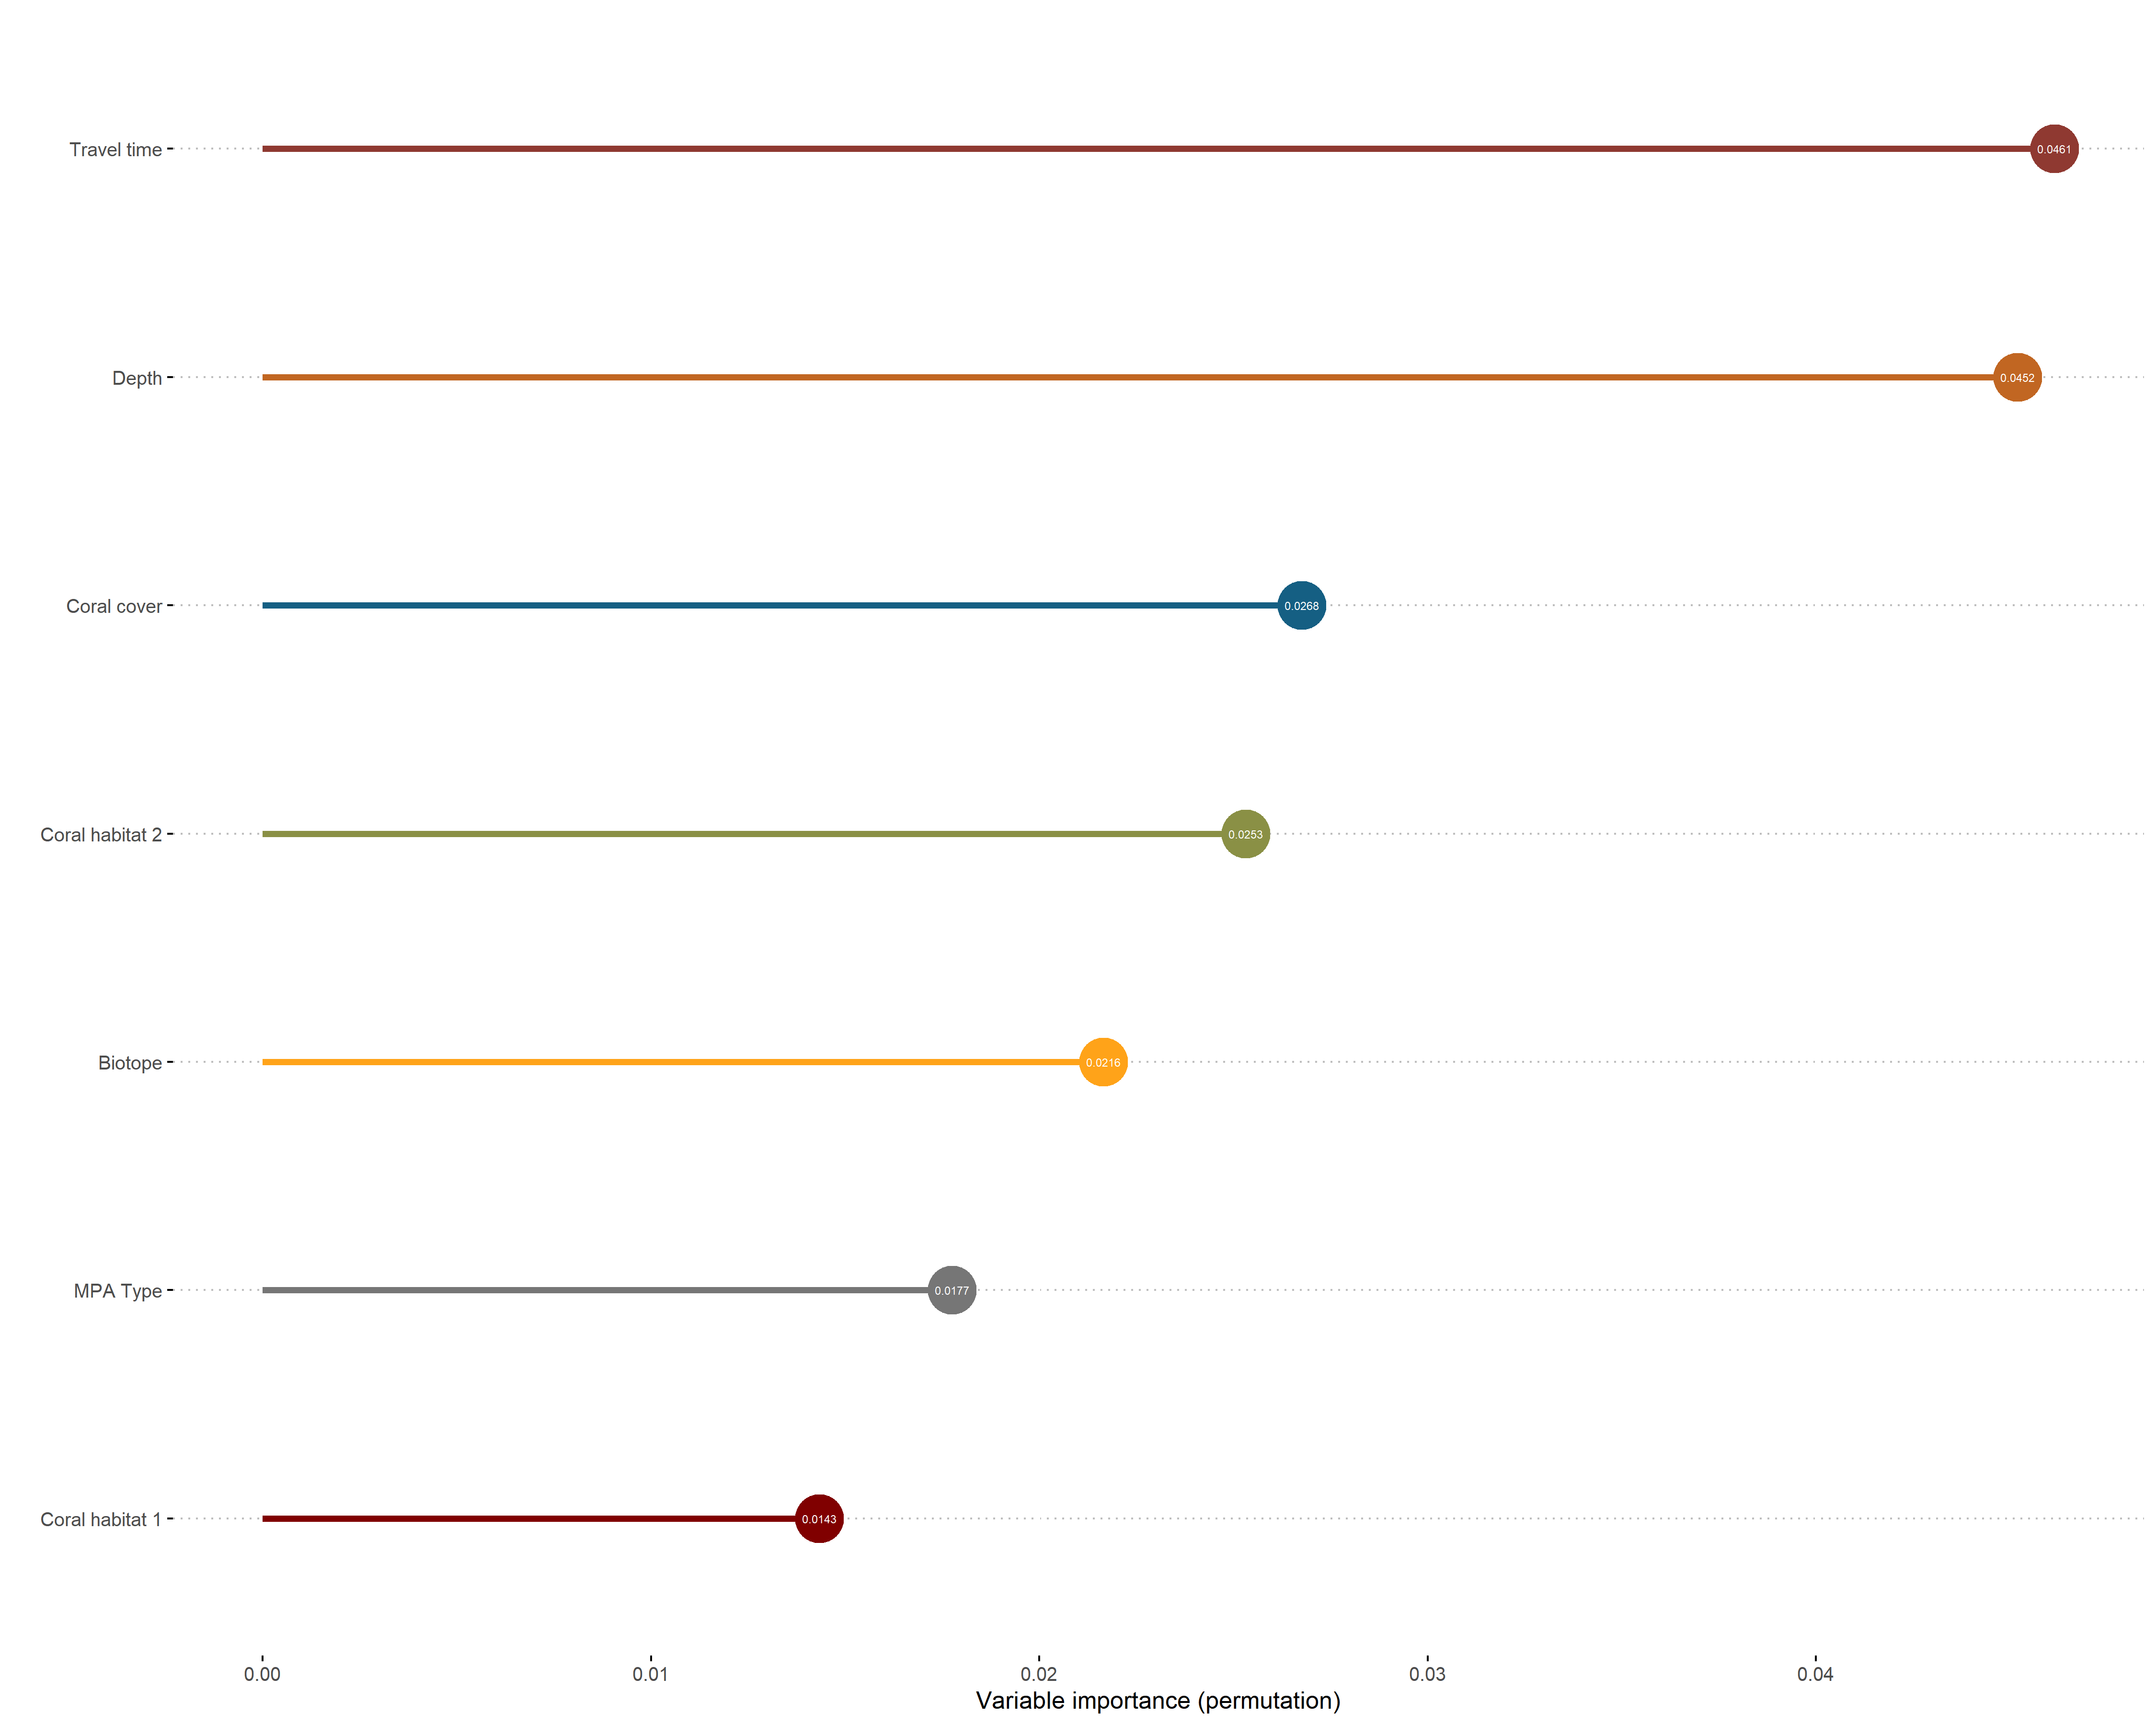 Travel time
0.0461
Depth
0.0452
Coral cover
0.0268
Coral habitat 2
0.0253
Biotope
0.0216
MPA Type
0.0177
Coral habitat 1
0.0143
0.00 0.01 0.02 0.03 0.04
Variable importance (permutation)